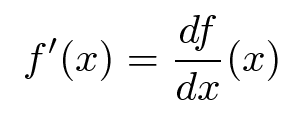 f′(x) = df/dx (x)